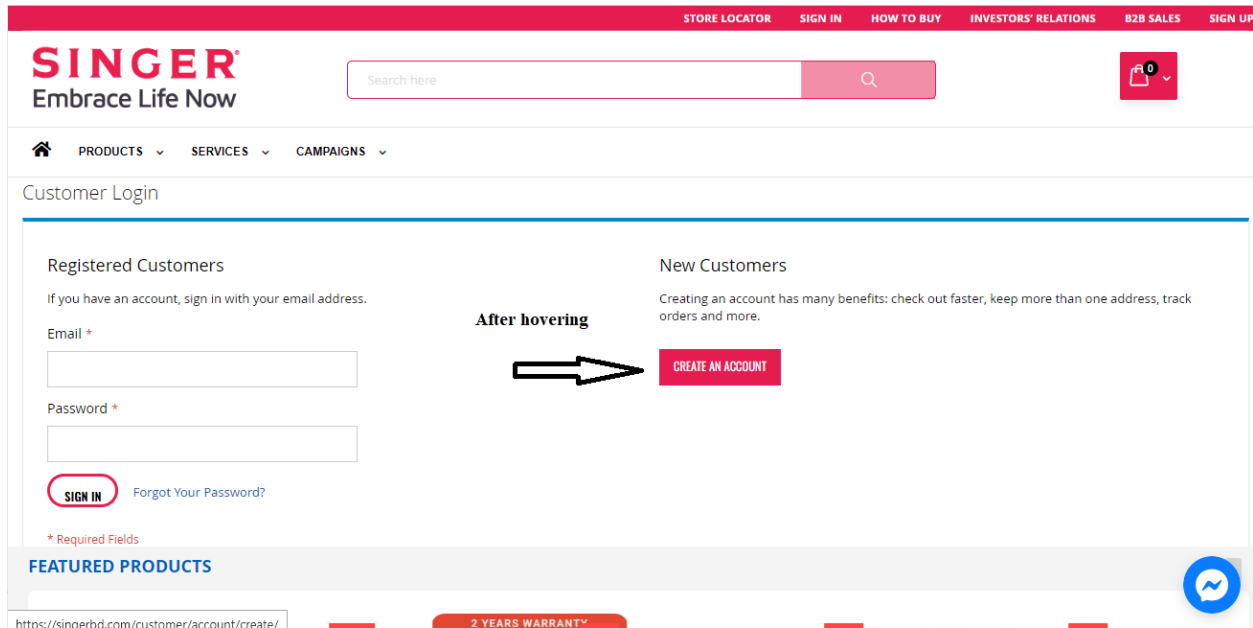 STORE LOCATOR SIGN IN HOW TO BUY INVESTORS' RELATIONS B2B SALES SIGN UP
SINGER
Embrace Life Now
Search here
0
PRODUCTS SERVICES CAMPAIGNS
Customer Login
Registered Customers
If you have an account, sign in with your email address.
Email *
Password *
SIGN IN Forgot Your Password?
* Required Fields
After hovering
New Customers
Creating an account has many benefits: check out faster, keep more than one address, track
orders and more.
CREATE AN ACCOUNT
FEATURED PRODUCTS
2 YEARS WARRANTY
https://singerbd.com/customer/account/create/